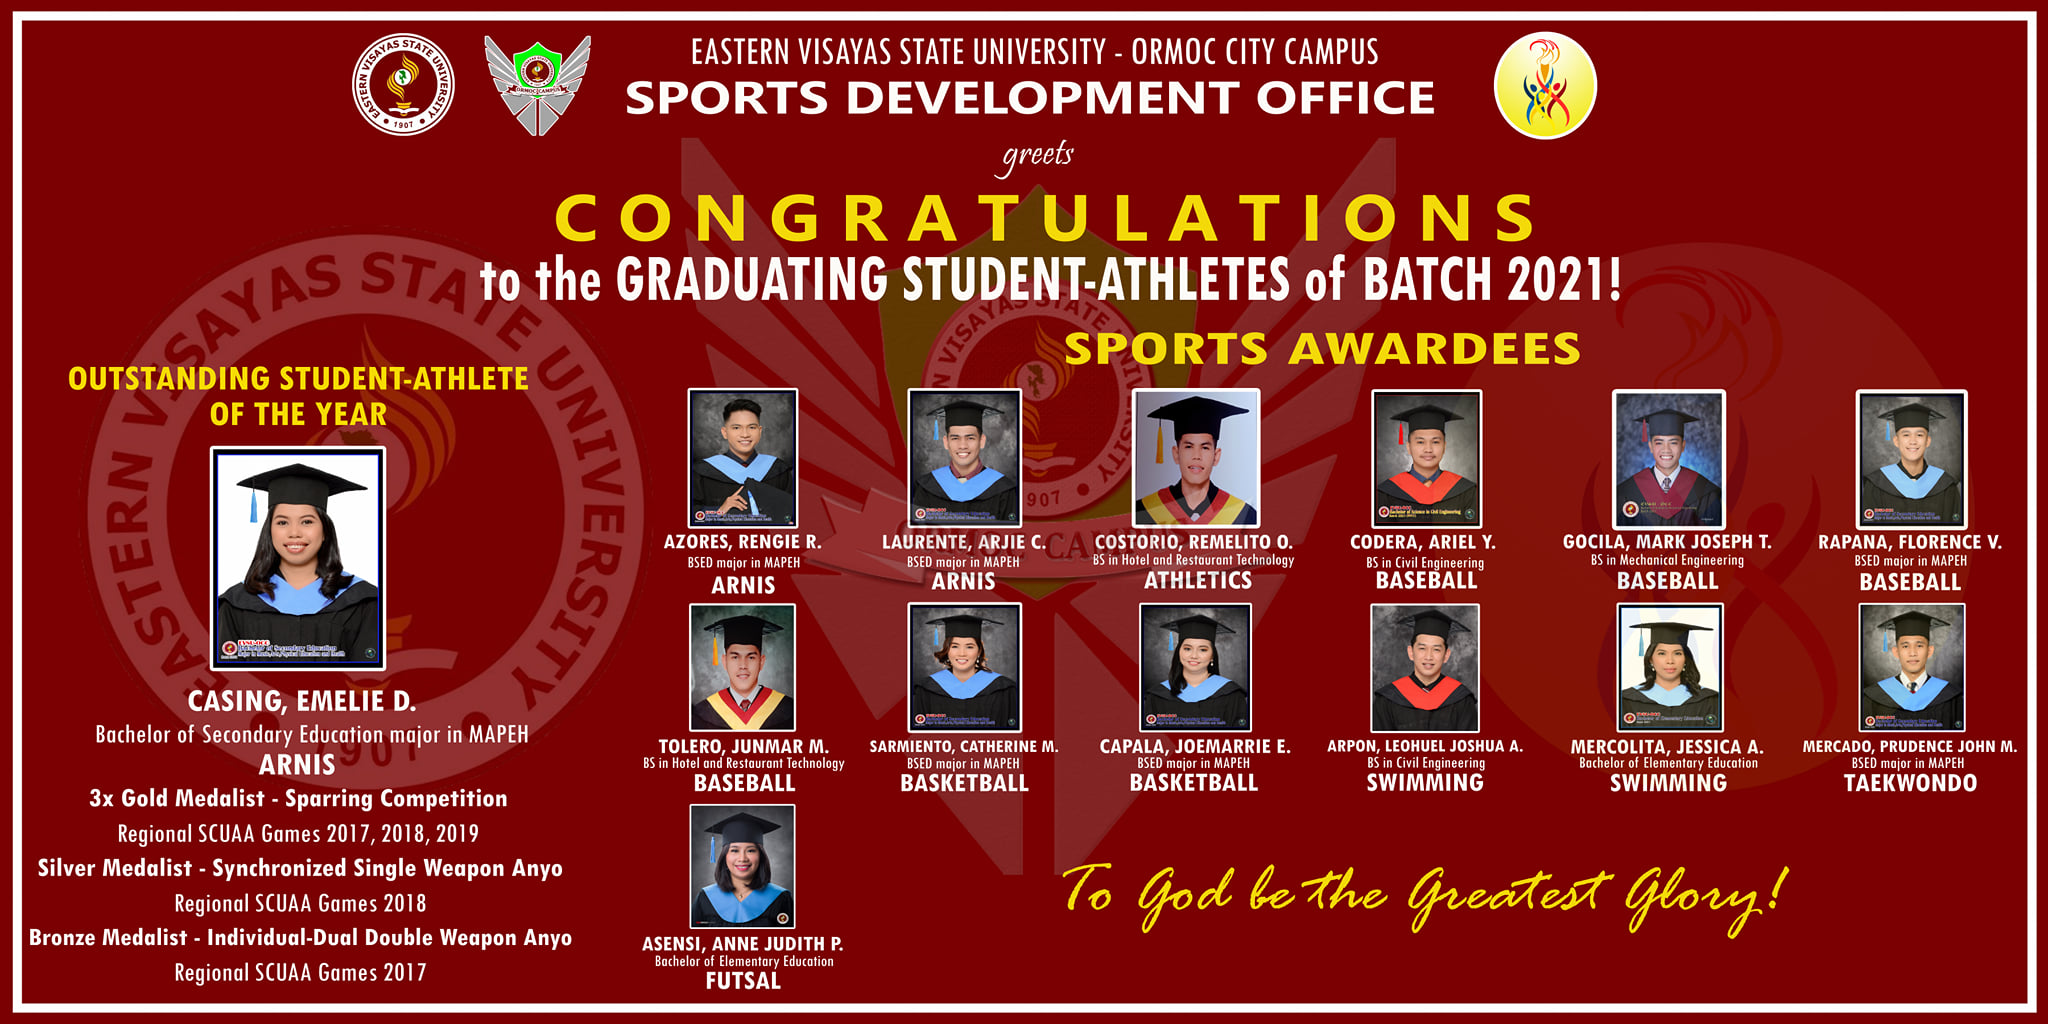 EASTERN VISAYAS STATE UNIVERSITY
1907
ORMOC CAMPUS
EASTERN VISAYAS STATE UNIVERSITY - ORMOC CITY CAMPUS
SPORTS DEVELOPMENT OFFICE
greets
CONGRATULATIONS
to the GRADUATING STUDENT-ATHLETES of BATCH 2021!
OUTSTANDING STUDENT-ATHLETE
OF THE YEAR
CASING, EMELIE D.
Bachelor of Secondary Education major in MAPEH
ARNIS
3x Gold Medalist - Sparring Competition
Regional SCUAA Games 2017, 2018, 2019
Silver Medalist - Synchronized Single Weapon Anyo
Regional SCUAA Games 2018
Bronze Medalist - Individual-Dual Double Weapon Anyo
Regional SCUAA Games 2017
SPORTS AWARDEES
AZORES, RENGIE R.
BSED major in MAPEH
ARNIS
LAURENTE, ARJIE C.
BSED major in MAPEH
ARNIS
COSTORIO, REMELITO O.
BS in Hotel and Restaurant Technology
ATHLETICS
CODERA, ARIEL Y.
BS in Civil Engineering
BASEBALL
GOCILA, MARK JOSEPH T.
BS in Mechanical Engineering
BASEBALL
RAPANA, FLORENCE V.
BSED major in MAPEH
BASEBALL
TOLERO, JUNMAR M.
BS in Hotel and Restaurant Technology
BASEBALL
SARMIENTO, CATHERINE M.
BSED major in MAPEH
BASKETBALL
CAPALA, JOEMARRIE E.
BSED major in MAPEH
BASKETBALL
ARPON, LEOHUEL JOSHUA A.
BS in Civil Engineering
SWIMMING
MERCOLITA, JESSICA A.
Bachelor of Elementary Education
SWIMMING
MERCADO, PRUDENCE JOHN M.
BSED major in MAPEH
TAEKWONDO
ASENSI, ANNE JUDITH P.
Bachelor of Elementary Education
FUTSAL
To God be the Greatest Glory!